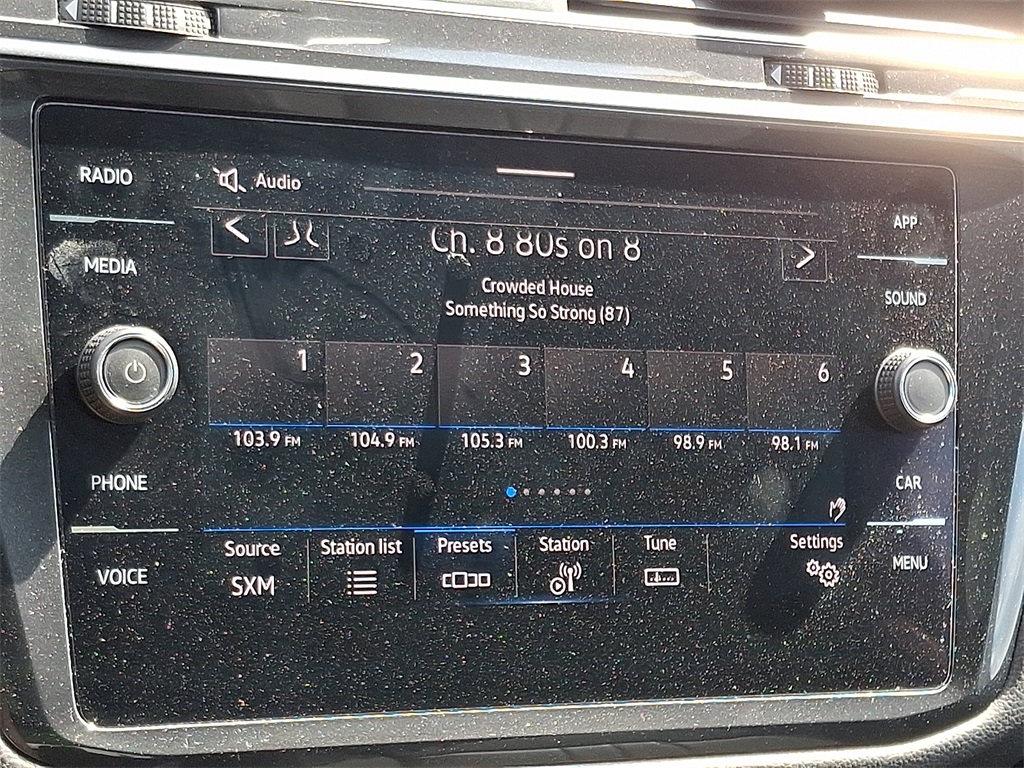 RADIO
Audio
APP
MEDIA
Ch. 8 80s on 8
Crowded House
Something So Strong (87)
SOUND
1 2 3 4 5 6
103.9 FM 104.9 FM 105.3 FM 100.3 FM 98.9 FM 98.1 FM
PHONE
CAR
Source Station list Presets Station Tune Settings
SXM
VOICE
MENU